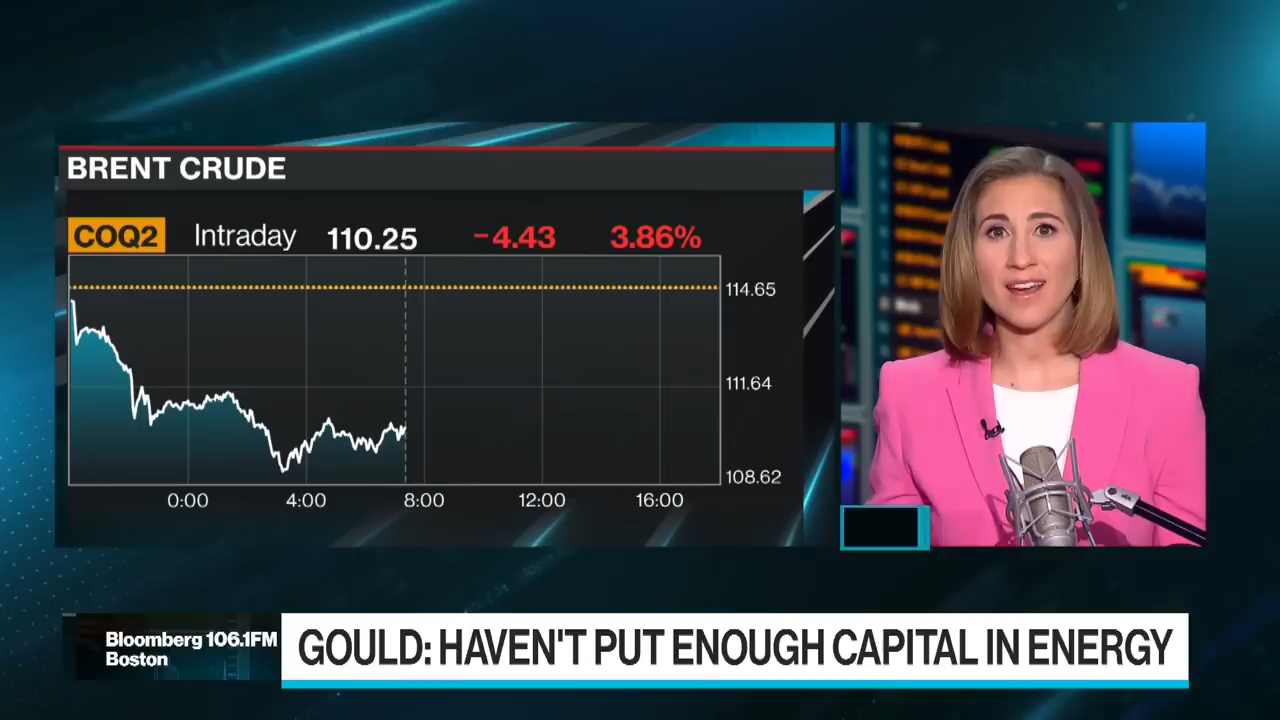 BRENT CRUDE
COQ2 Intraday 110.25 -4.43 3.86%
114.65
111.64
108.62
0:00 4:00 8:00 12:00 16:00
Bloomberg 106.1FM
Boston
GOULD: HAVEN'T PUT ENOUGH CAPITAL IN ENERGY